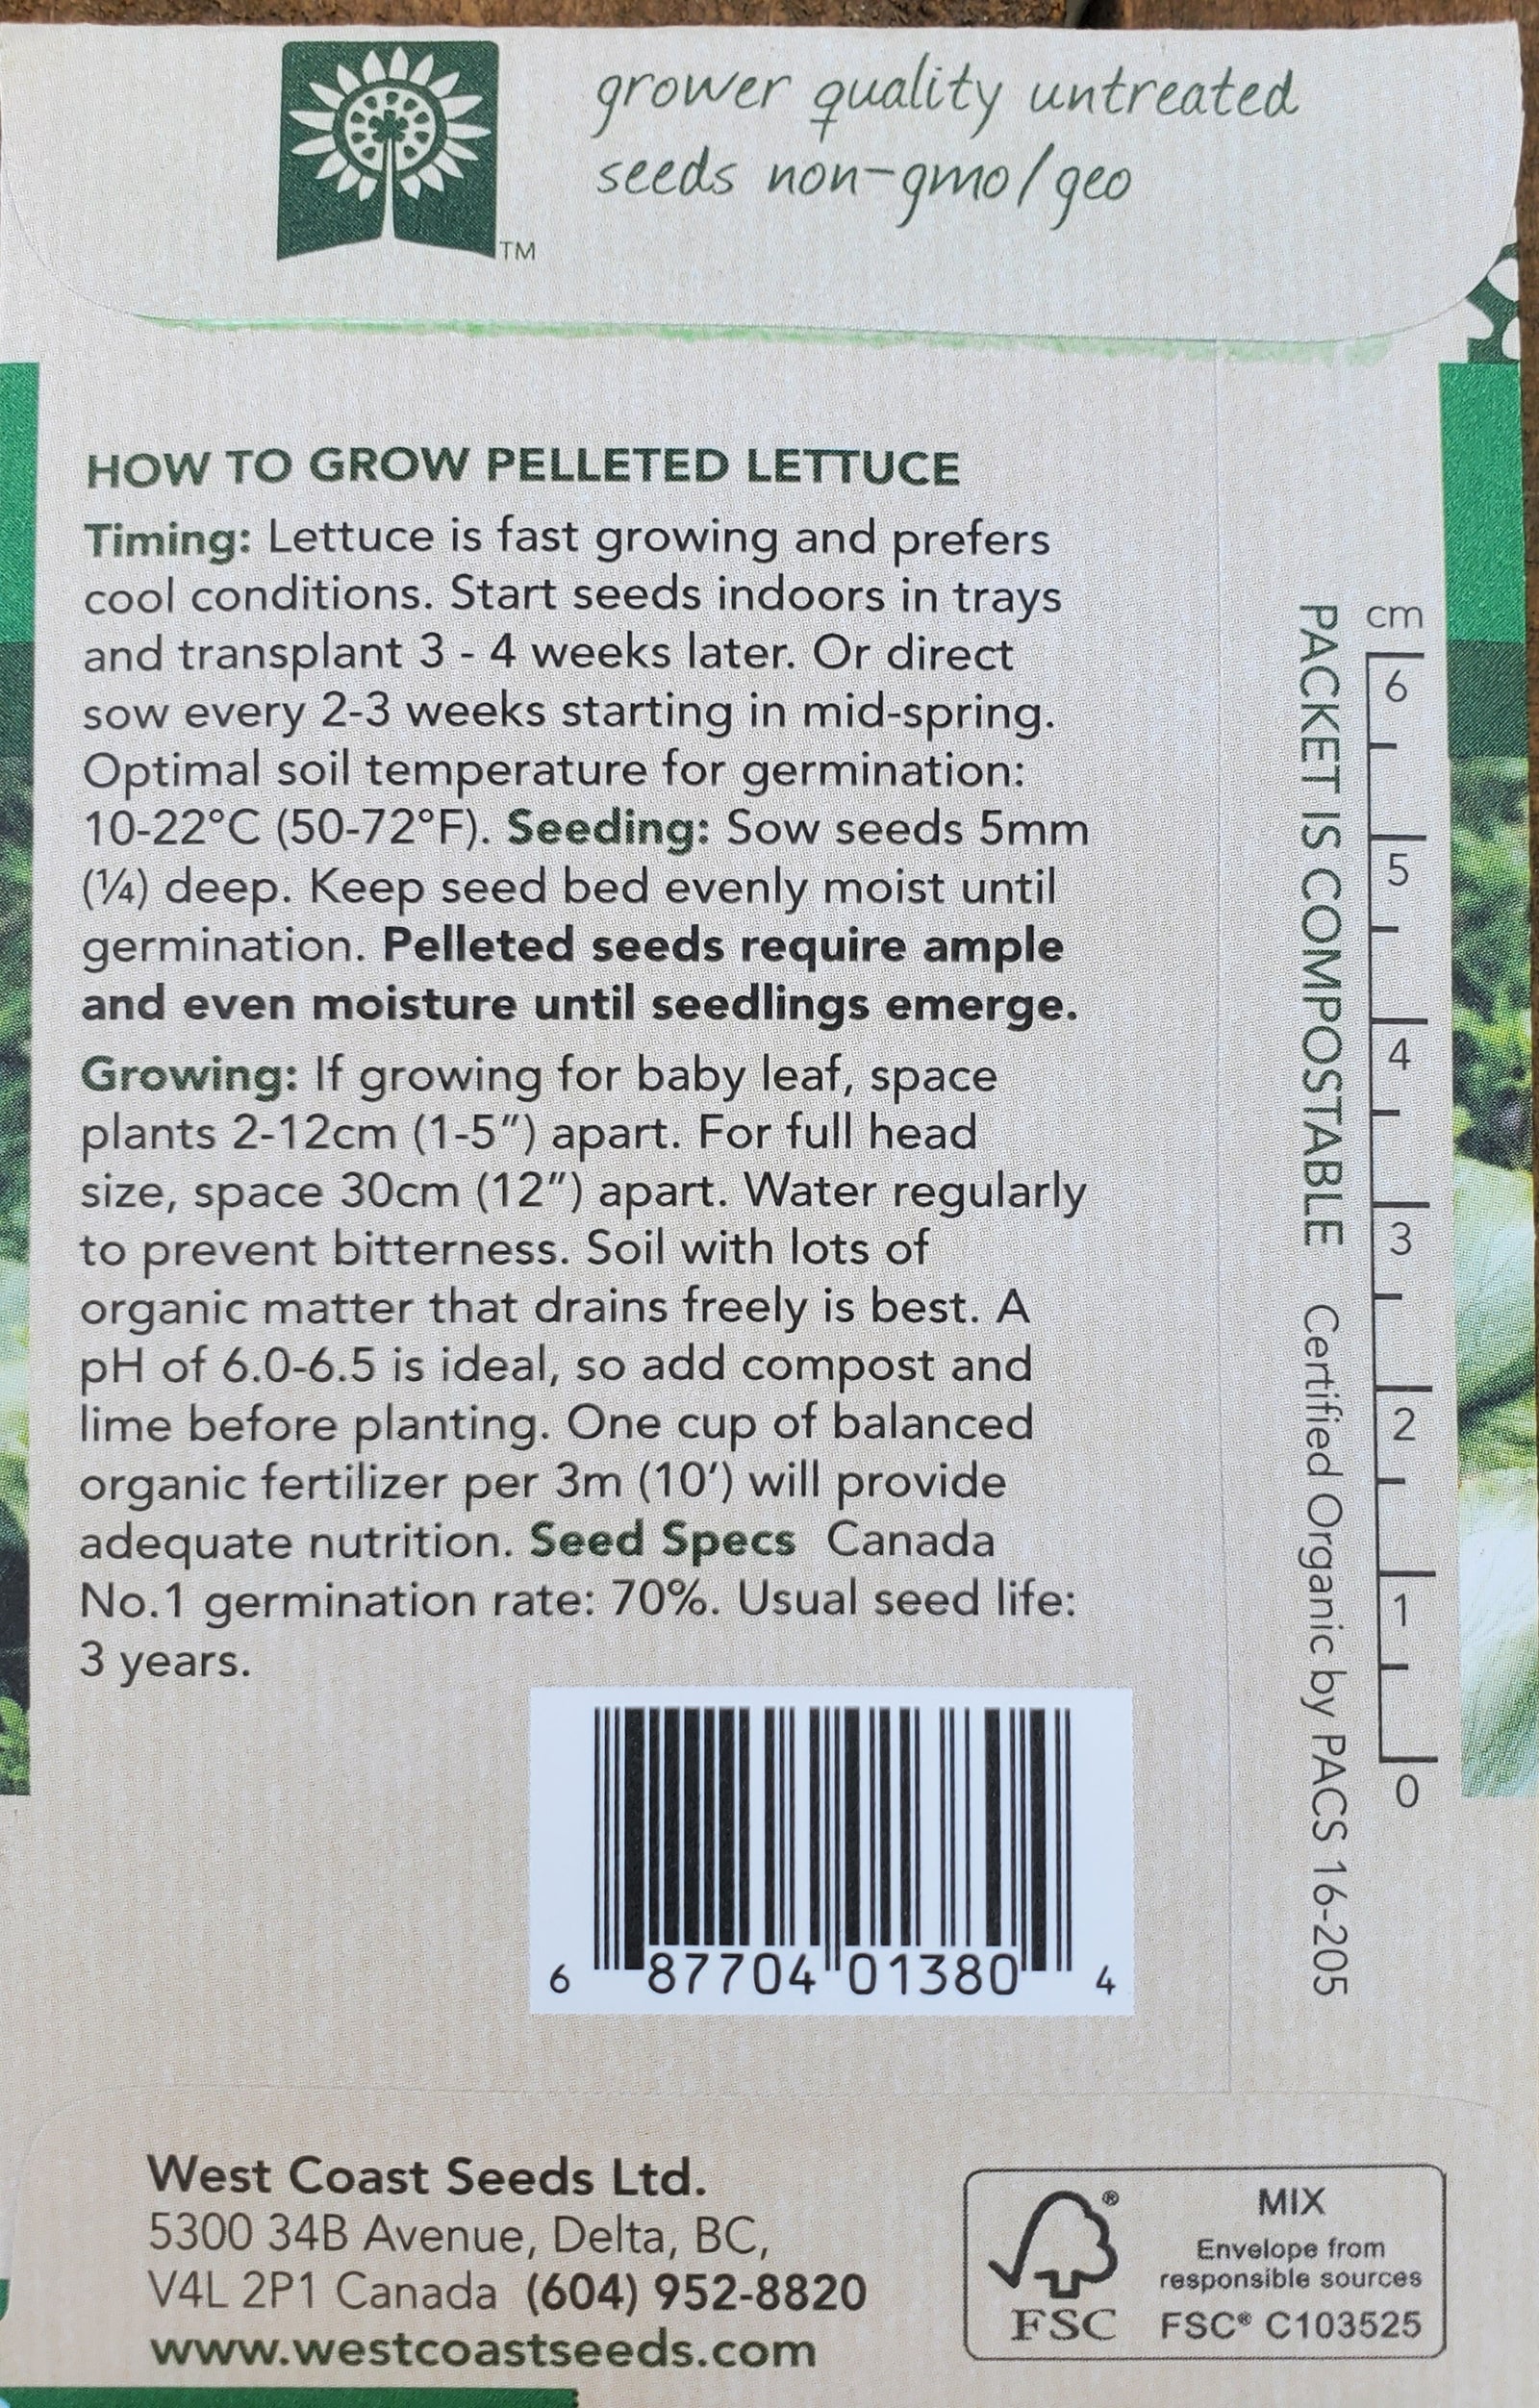 grower quality untreated
seeds non-gmo/geo
TM
HOW TO GROW PELLETED LETTUCE
Timing: Lettuce is fast growing and prefers
cool conditions. Start seeds indoors in trays
and transplant 3 - 4 weeks later. Or direct
sow every 2-3 weeks starting in mid-spring.
Optimal soil temperature for germination:
10-22°C (50-72°F). Seeding: Sow seeds 5mm
(¼) deep. Keep seed bed evenly moist until
germination. Pelleted seeds require ample
and even moisture until seedlings emerge.
Growing: If growing for baby leaf, space
plants 2-12cm (1-5″) apart. For full head
size, space 30cm (12″) apart. Water regularly
to prevent bitterness. Soil with lots of
organic matter that drains freely is best. A
pH of 6.0-6.5 is ideal, so add compost and
lime before planting. One cup of balanced
organic fertilizer per 3m (10′) will provide
adequate nutrition. Seed Specs Canada
No.1 germination rate: 70%. Usual seed life:
3 years.
PACKET IS COMPOSTABLE Certified Organic by PACS 16-205
cm
6
5
4
3
2
1
0
6 87704 01380 4
West Coast Seeds Ltd.
5300 34B Avenue, Delta, BC,
V4L 2P1 Canada (604) 952-8820
www.westcoastseeds.com
®
FSC
MIX
Envelope from
responsible sources
FSC® C103525